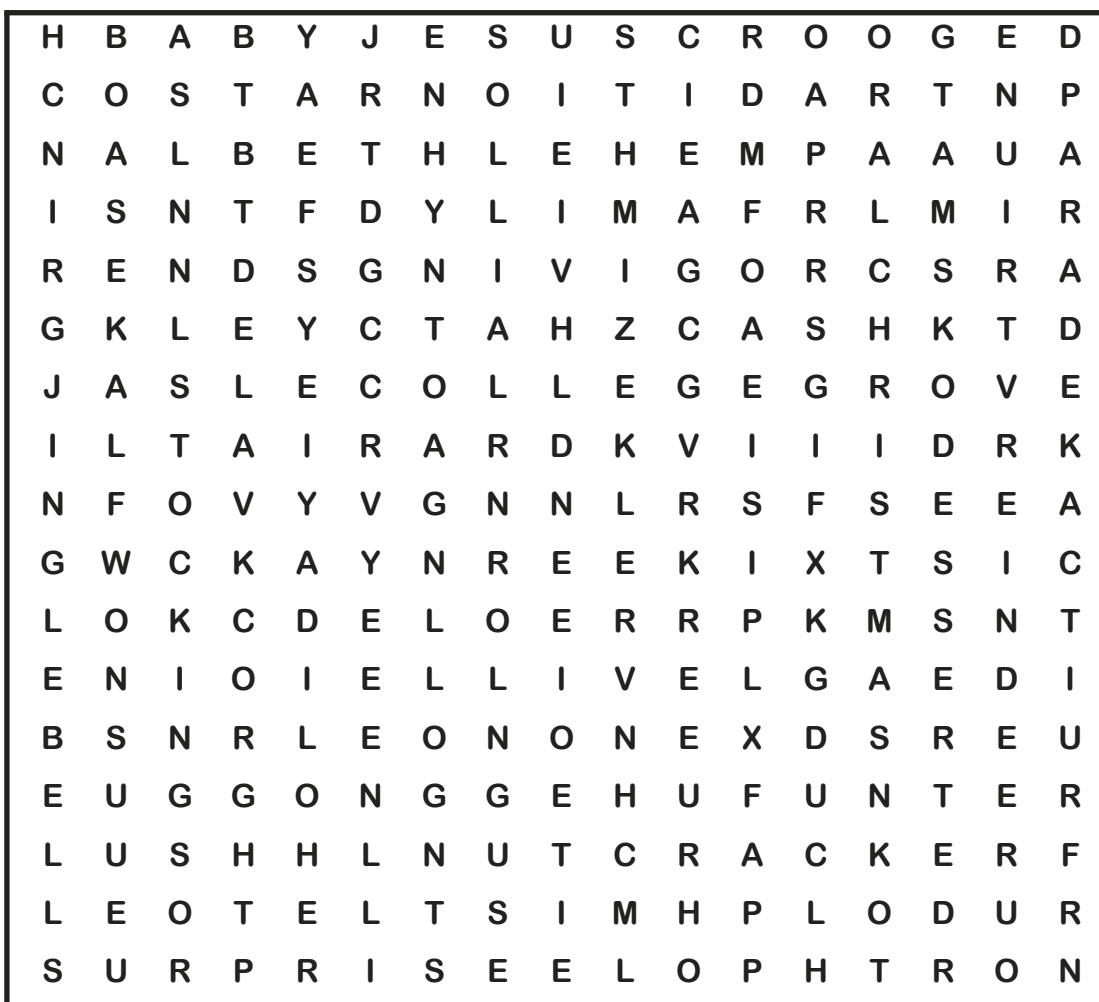 H B A B Y J E S U S C R O O G E D
C O S T A R N O I T I D A R T N P
N A L B E T H L E H E M P A A U A
I S N T F D Y L I M A F R L M I R
R E N D S G N I V I G O R C S R A
G K L E Y C T A H Z C A S H K T D
J A S L E C O L L E G E G R O V E
I L T A I R A R D K V I I I D R K
N F O V Y V G N N L R S F S E E A
G W C K A Y N R E E K I X T S I C
L O K C D E L O E R R P K M S N T
E N I O I E L L I V E L G A E D I
B S N R L E O N O N E X D S R E U
E U G G O N G G E H U F U N T E R
L U S H H L N U T C R A C K E R F
L E O T E L T S I M H P L O D U R
S U R P R I S E E L O P H T R O N